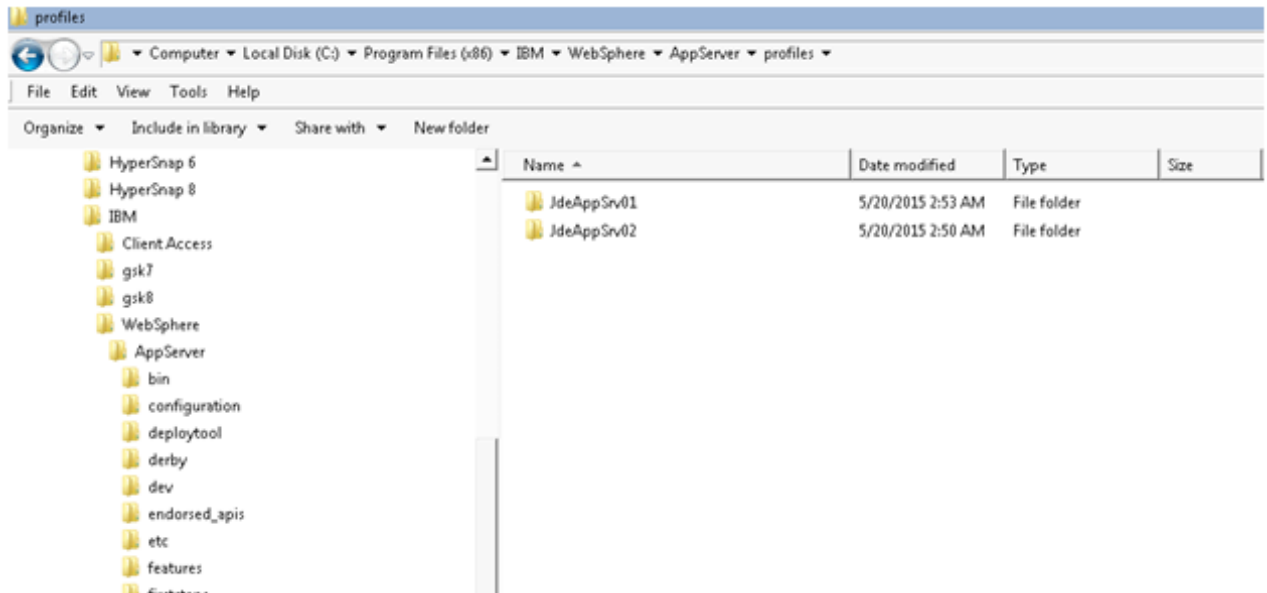 profiles
Computer Local Disk (C:) Program Files (x86) IBM WebSphere AppServer profiles
File Edit View Tools Help
Organize Include in library Share with New folder
HyperSnap 6
HyperSnap 8
IBM
Client Access
gsk7
gsk8
WebSphere
AppServer
bin
configuration
deploytool
derby
dev
endorsed_apis
etc
features
Name Date modified Type Size
JdeAppSrv01 5/20/2015 2:53 AM File folder
JdeAppSrv02 5/20/2015 2:50 AM File folder